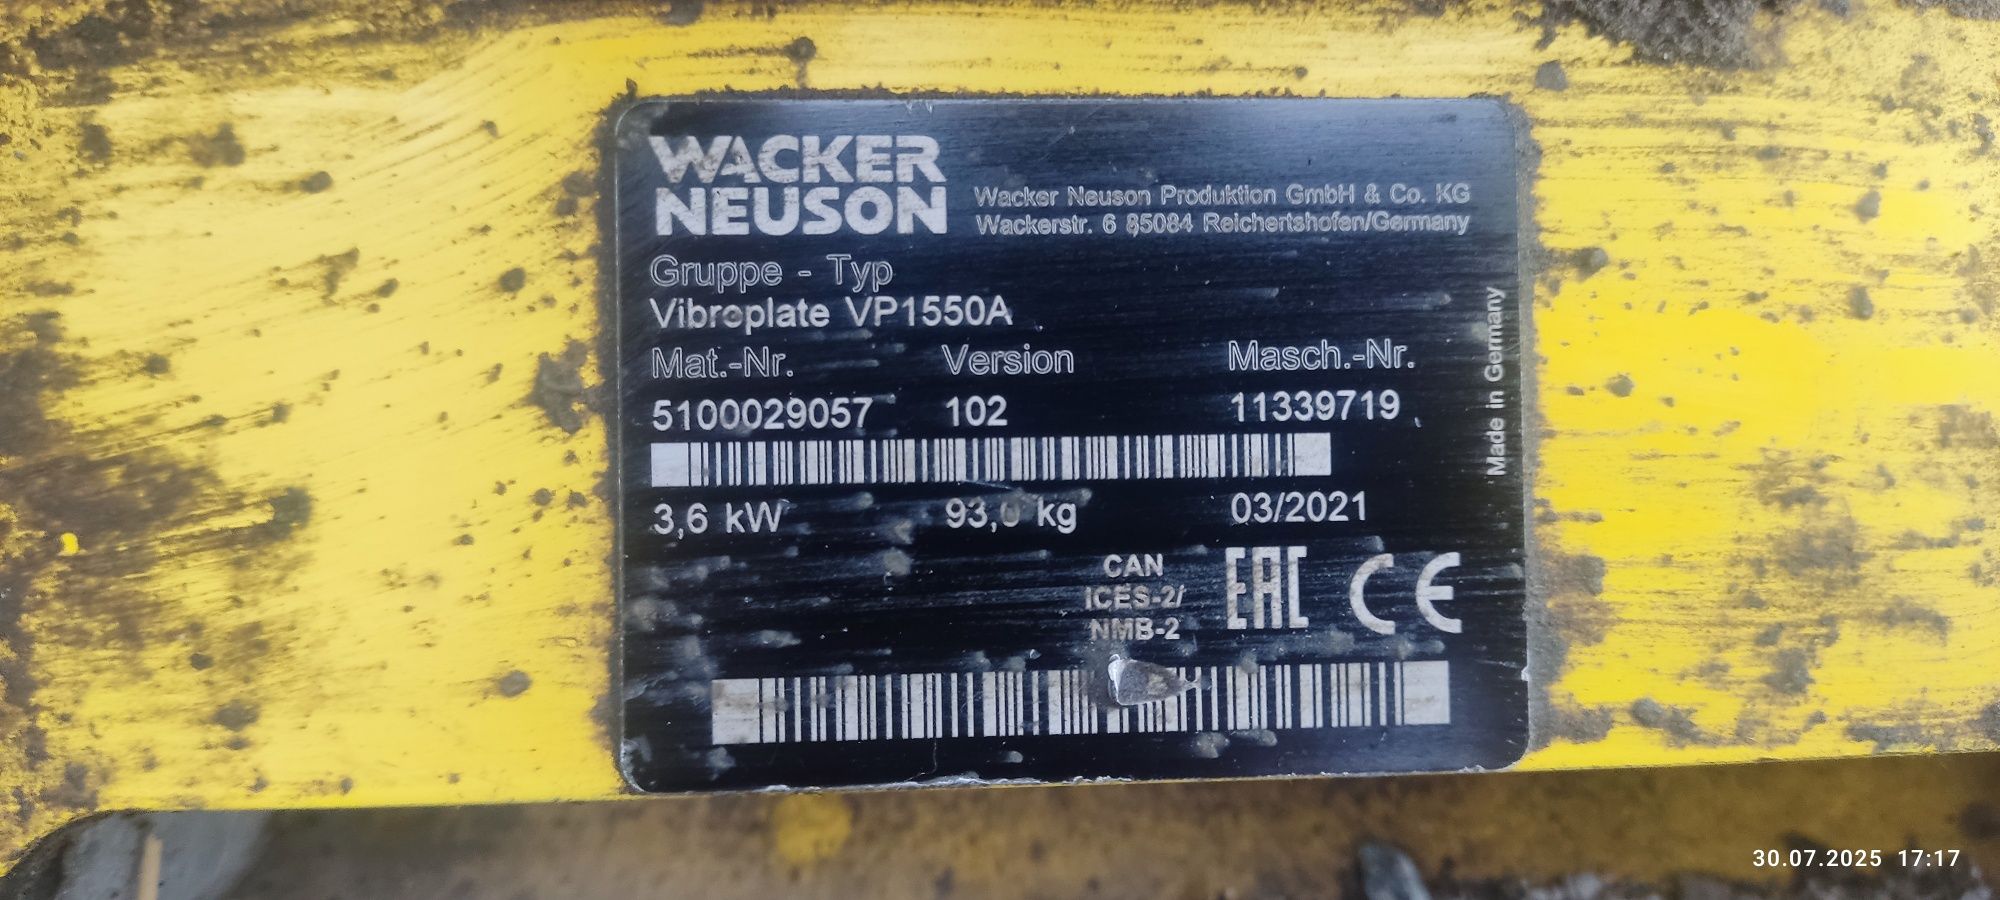 WACKER
NEUSON
Wacker Neuson Produktion GmbH & Co. KG
Wackerstr. 6 85084 Reichertshofen/Germany
Gruppe - Typ
Vibroplate VP1550A
Mat.-Nr. Version Masch.-Nr.
5100029057 102 11339719
3,6 kW kg 03/2021
CAN
ICES-2/
NMB-2
EAC CE
Made in Germany
30.07.2025 17:17